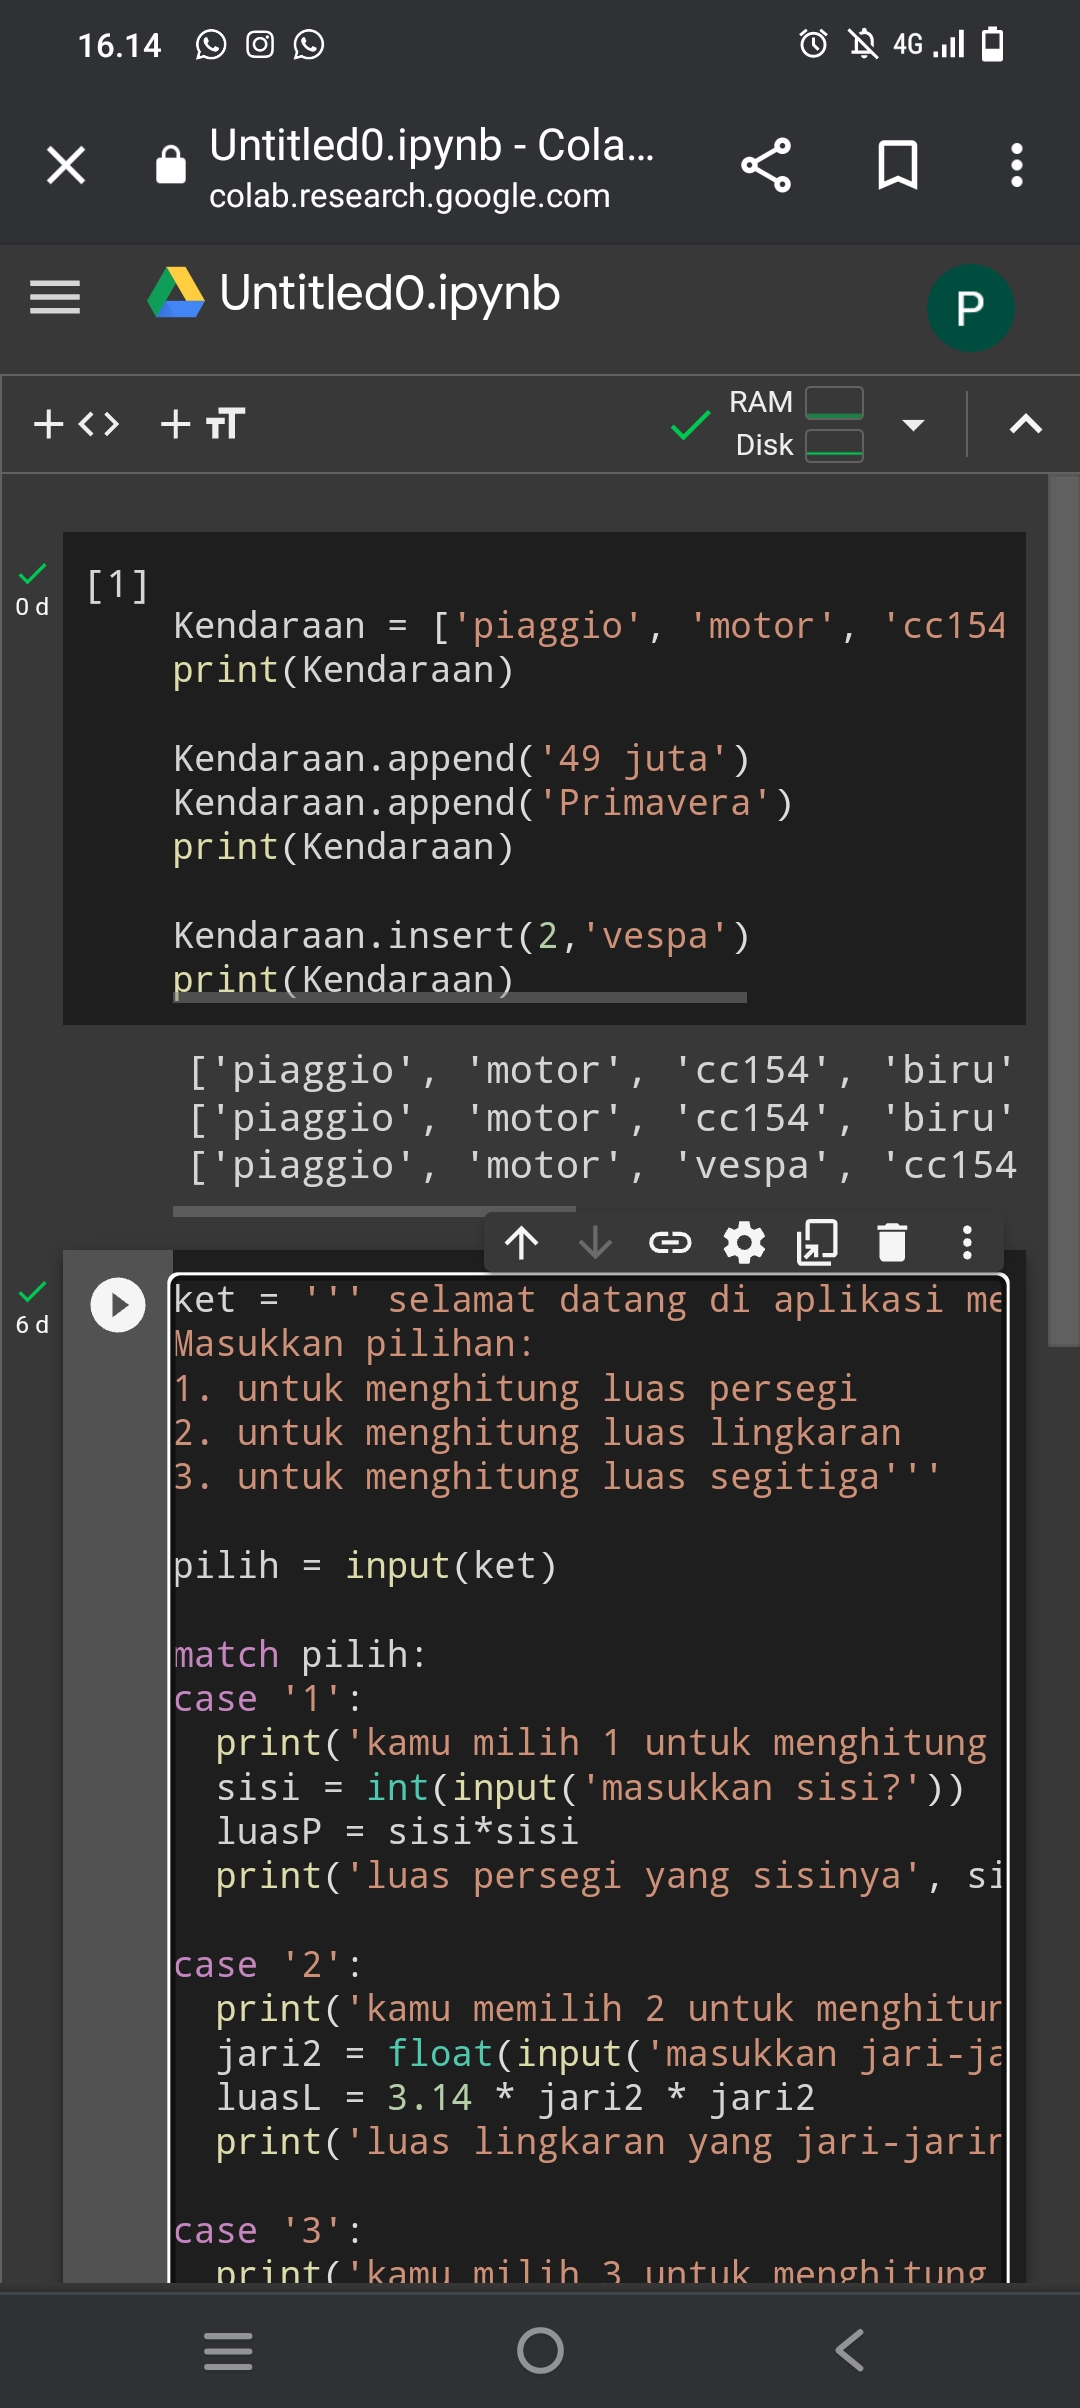 16.14
4G
Untitled0.ipynb - Cola...
colab.research.google.com
Untitled0.ipynb
P
RAM
Disk
[1]
0 d
Kendaraan = ['piaggio', 'motor', 'cc154
print(Kendaraan)
Kendaraan.append('49 juta')
Kendaraan.append('Primavera')
print(Kendaraan)
Kendaraan.insert(2,'vespa')
print(Kendaraan)
['piaggio', 'motor', 'cc154', 'biru'
['piaggio', 'motor', 'cc154', 'biru'
['piaggio', 'motor', 'vespa', 'cc154
6 d
ket = ''' selamat datang di aplikasi me
Masukkan pilihan:
1. untuk menghitung luas persegi
2. untuk menghitung luas lingkaran
3. untuk menghitung luas segitiga'''
pilih = input(ket)
match pilih:
case '1':
print('kamu milih 1 untuk menghitung
sisi = int(input('masukkan sisi?'))
luasP = sisi*sisi
print('luas persegi yang sisinya', si
case '2':
print('kamu memilih 2 untuk menghitun
jari2 = float(input('masukkan jari-ja
luasL = 3.14 * jari2 * jari2
print('luas lingkaran yang jari-jarin
case '3':
print('kamu milih 3 untuk menghitung